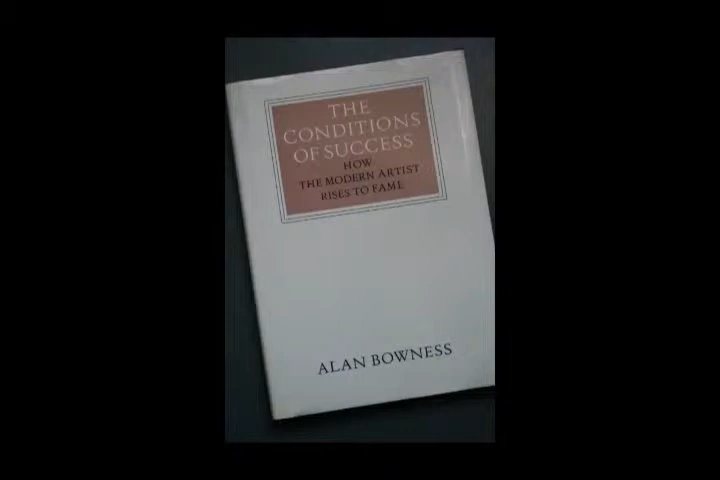 THE
CONDITIONS
OF SUCCESS
HOW
THE MODERN ARTIST
RISES TO FAME
ALAN BOWNESS